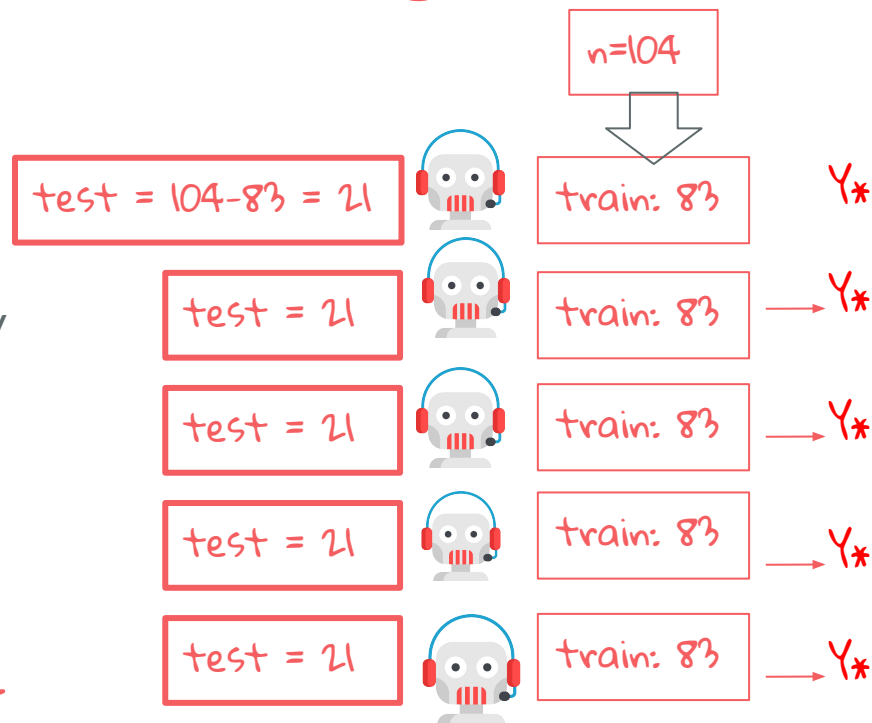 n=104
test = 104-83 = 21 train: 83 Y*
test = 21 train: 83 Y*
test = 21 train: 83 Y*
test = 21 train: 83 Y*
test = 21 train: 83 Y*